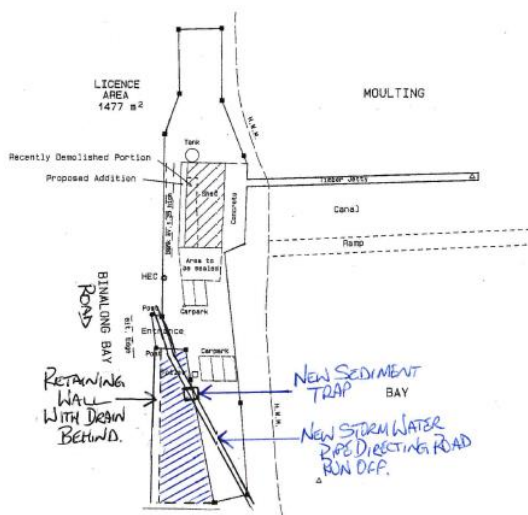 LICENCE
AREA
1477 m²
MOULTING
H.W.M.
Tank
Recently Demolished Portion
Proposed Addition
Shed
Concrete
Timber Jetty
Canal
Ramp
Area to
be sealed
HEC
Carpark
BINALONG BAY
ROAD
Post
Entrance
Bit. Edge
Post
Carpark
RETAINING
WALL
WITH DRAIN
BEHIND.
NEW SEDIMENT
TRAP
BAY
H.W.M.
NEW STORM WATER
PIPE DIRECTING ROAD
RUN OFF.